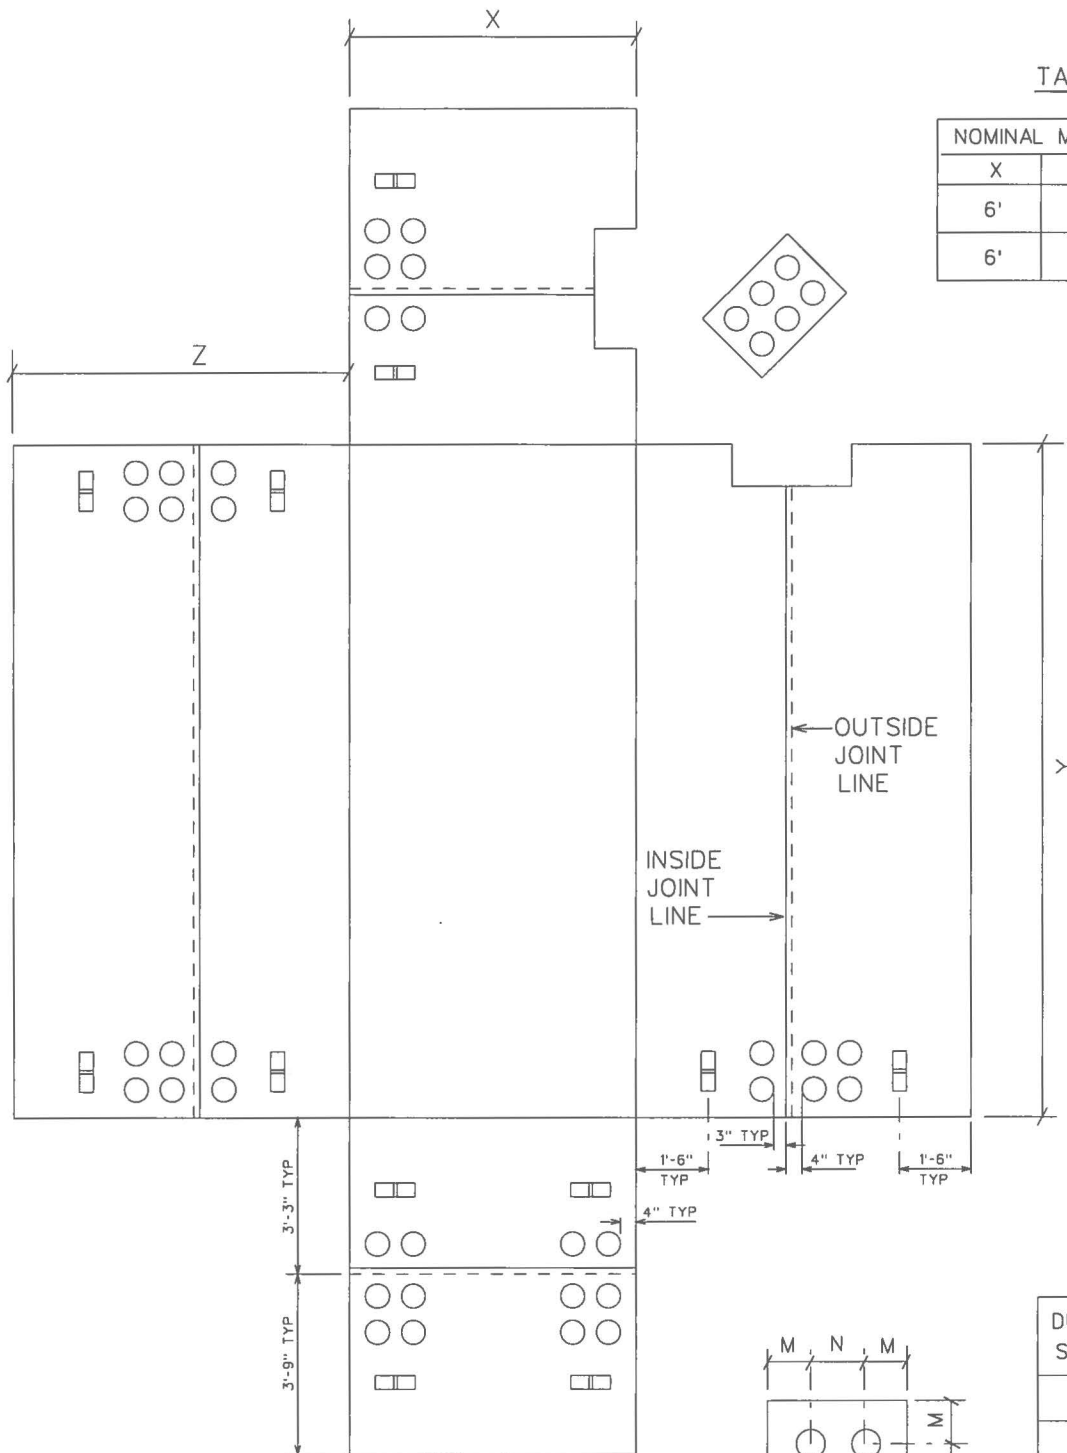 X
TA
NOMINAL M
X
6'
6'
Z
OUTSIDE
JOINT
LINE
Y
INSIDE
JOINT
LINE
3" TYP
1'-6"
TYP
4" TYP
1'-6"
TYP
3'-3" TYP
4" TYP
3'-9" TYP
M N M
M